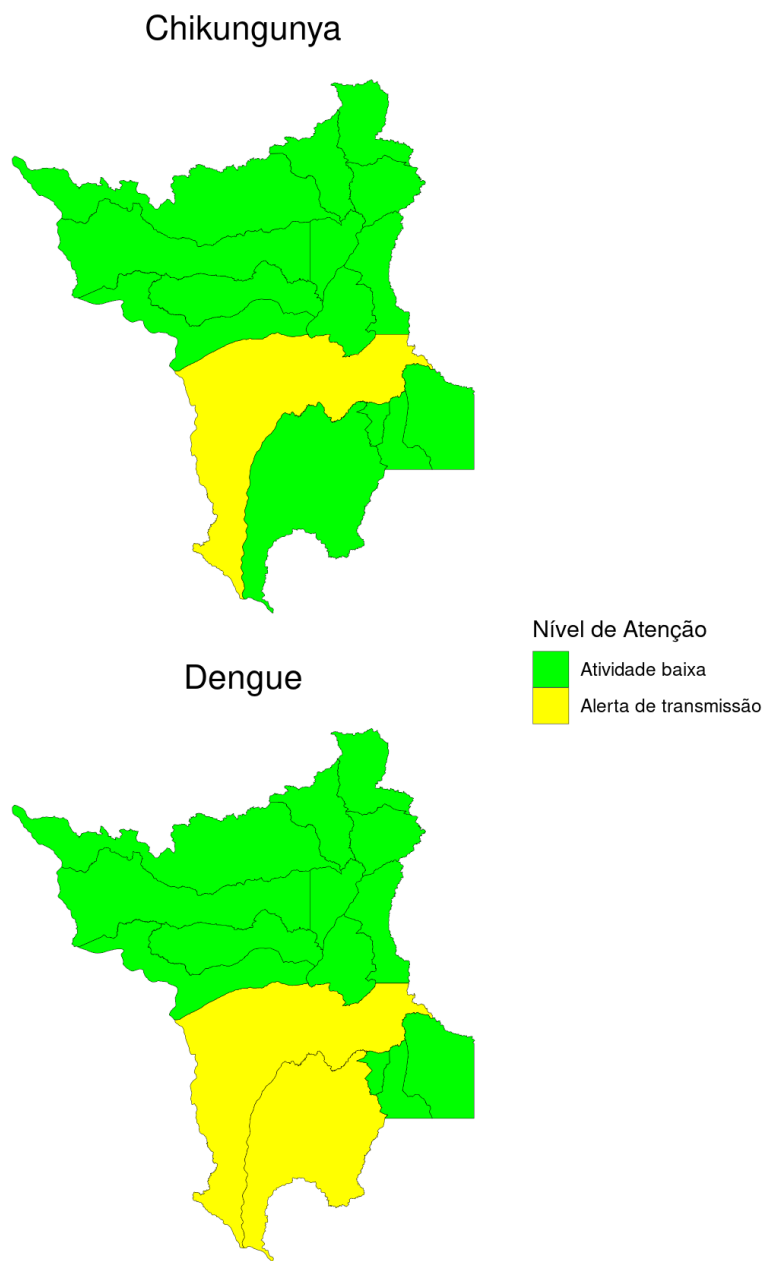 Chikungunya
Nível de Atenção
Atividade baixa
Alerta de transmissão
Dengue